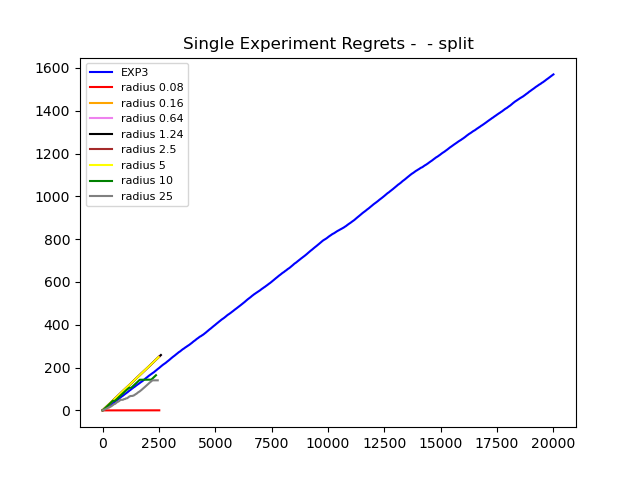 Single Experiment Regrets -  - split
1600
1400
1200
1000
800
600
400
200
0
EXP3
radius 0.08
radius 0.16
radius 0.64
radius 1.24
radius 2.5
radius 5
radius 10
radius 25
0 2500 5000 7500 10000 12500 15000 17500 20000